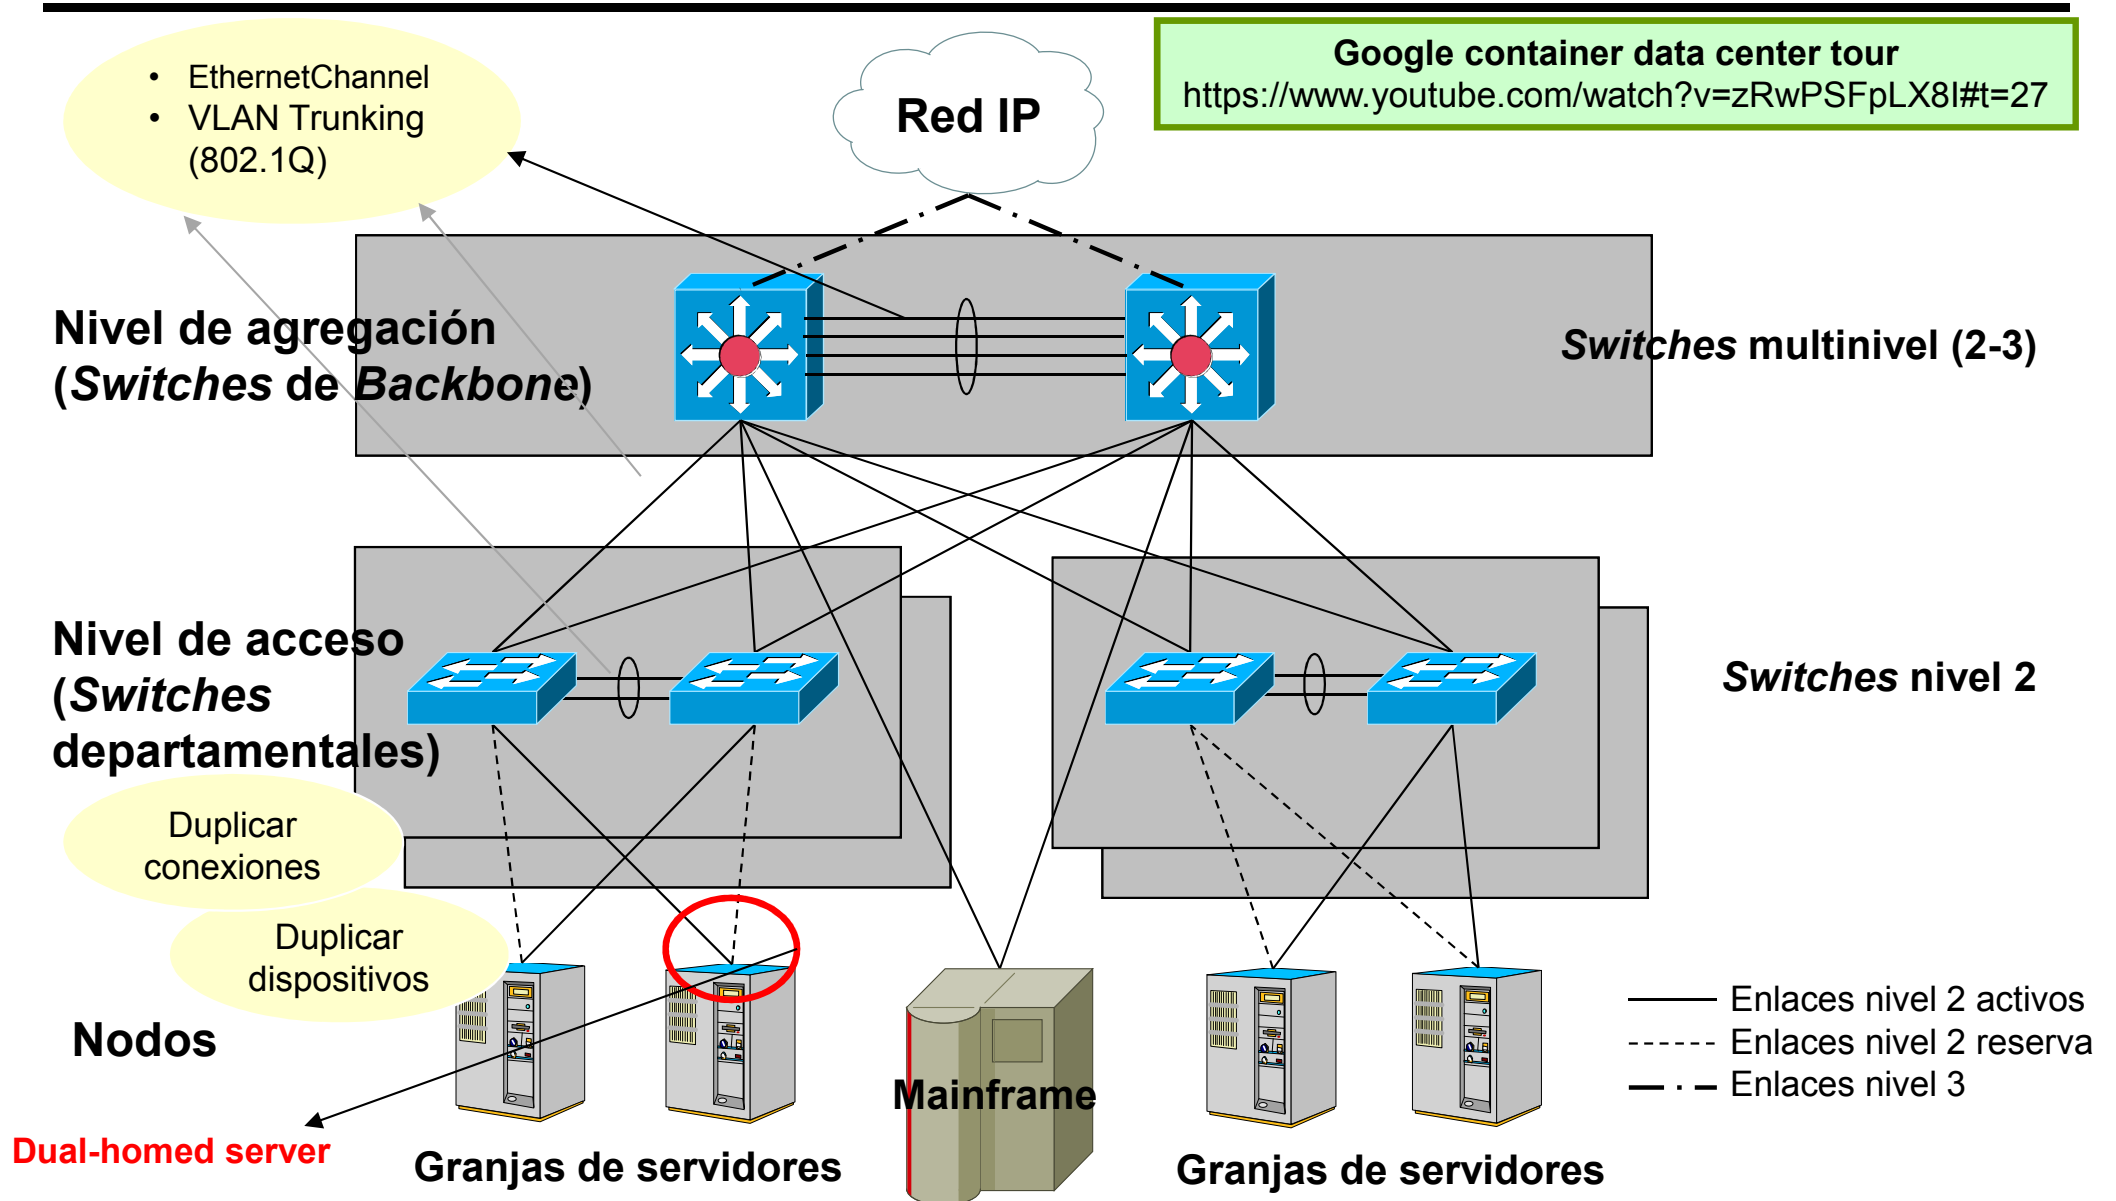 • EthernetChannel
• VLAN Trunking
(802.1Q)
Red IP
Google container data center tour
https://www.youtube.com/watch?v=zRwPSFpLX8I#t=27
Nivel de agregación
(Switches de Backbone)
Switches multinivel (2-3)
Nivel de acceso
(Switches
departamentales)
Switches nivel 2
Duplicar
conexiones
Duplicar
dispositivos
Nodos
Mainframe
Enlaces nivel 2 activos
Enlaces nivel 2 reserva
Enlaces nivel 3
Dual-homed server
Granjas de servidores
Granjas de servidores